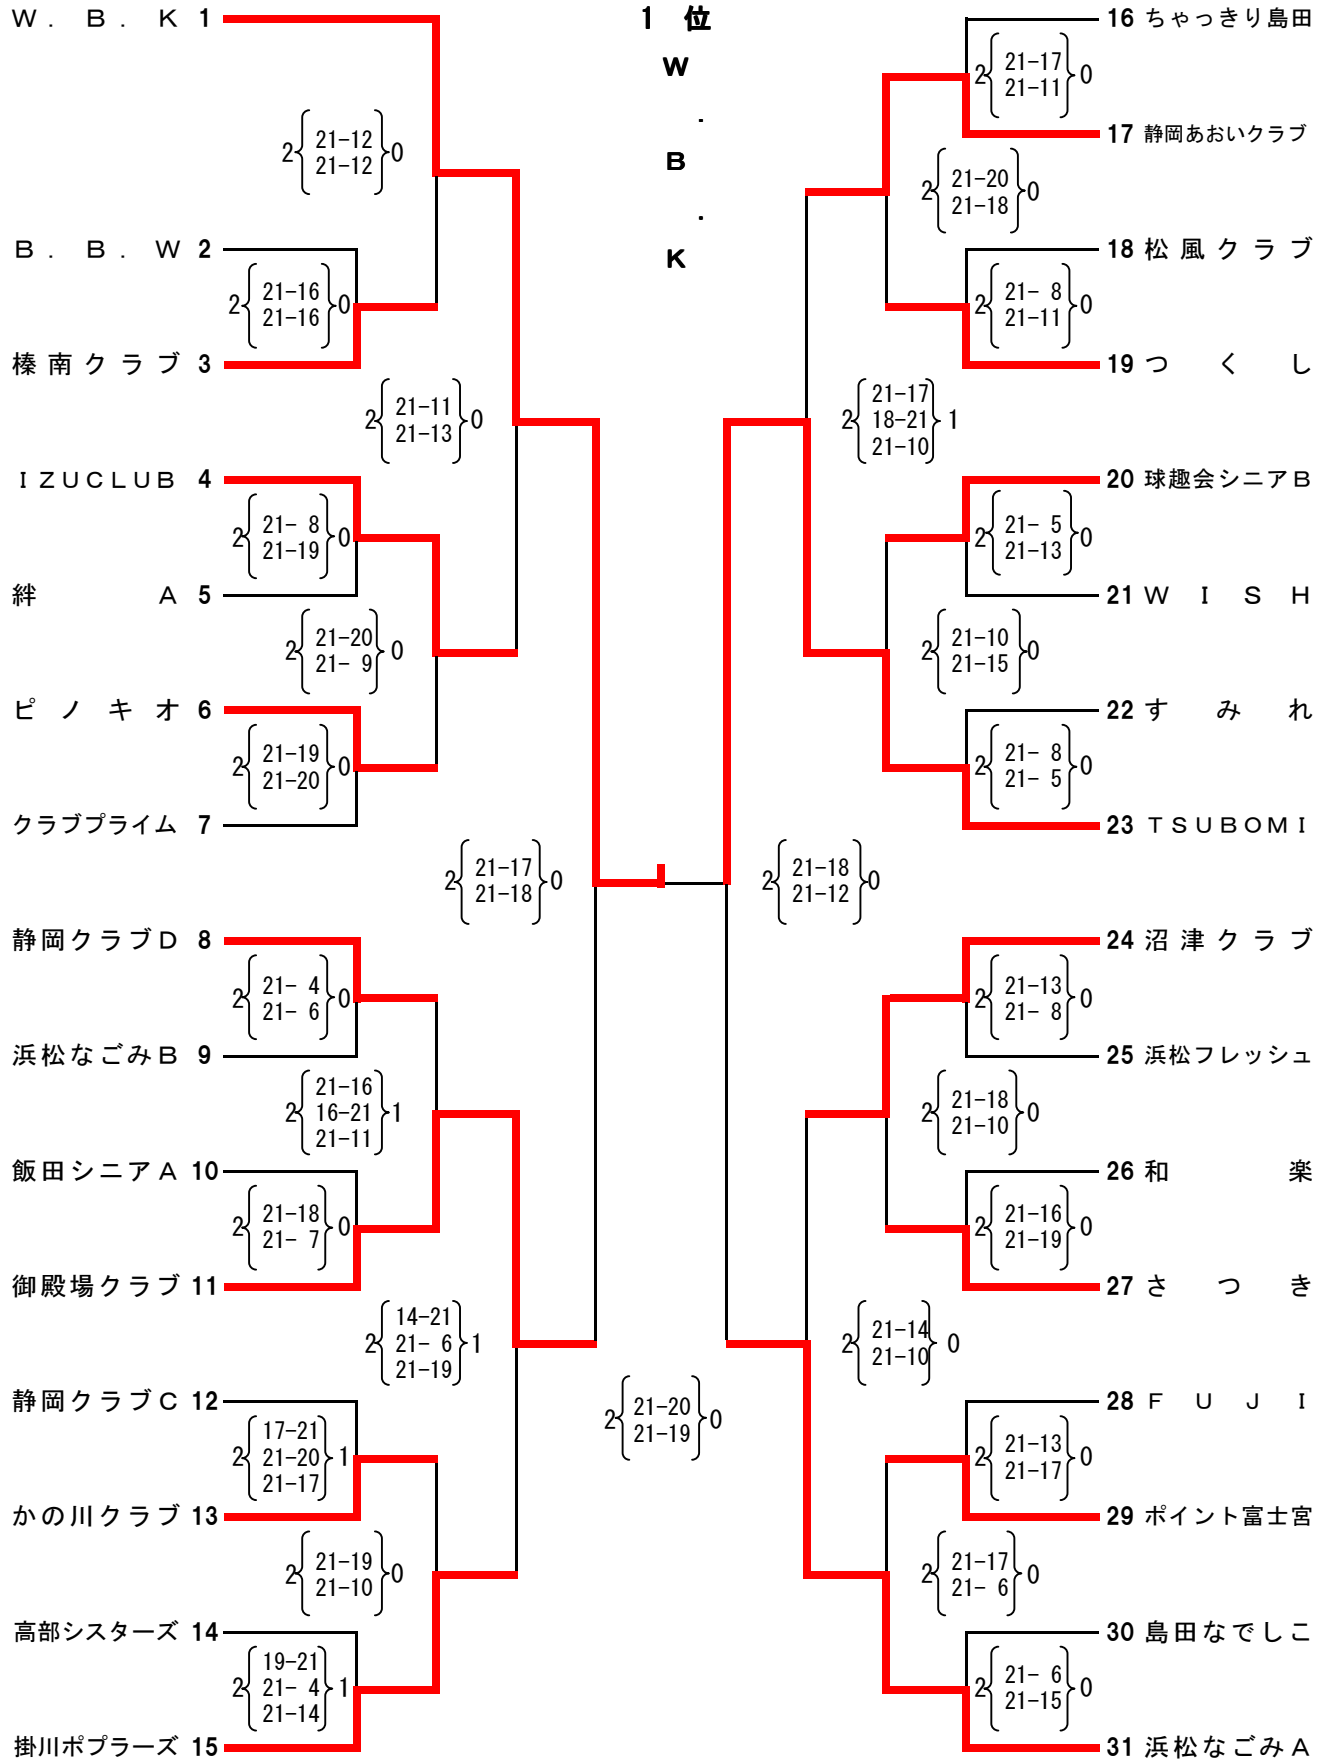 1 位
W
.
B
.
K
W . B . K 1
2 21-12 0
21-12
B . B . W 2
2 21-16 0
21-16
榛南クラブ 3
2 21-11 0
21-13
IZUCLUB 4
2 21- 8 0
21-19
絆 A 5
2 21-20 0
21- 9
ピノキオ 6
2 21-19 0
21-20
クラブプライム 7
2 21-17 0
21-18
静岡クラブD 8
2 21- 4 0
21- 6
浜松なごみB 9
21-16
2 16-21 1
21-11
飯田シニアA 10
2 21-18 0
21- 7
御殿場クラブ 11
14-21
2 21- 6 1
21-19
静岡クラブC 12
17-21
2 21-20 1
21-17
かの川クラブ 13
2 21-19 0
21-10
高部シスターズ 14
19-21
2 21- 4 1
21-14
掛川ポプラーズ 15
2 21-20 0
21-19
16 ちゃっきり島田
2 21-17 0
21-11
17 静岡あおいクラブ
2 21-20 0
21-18
18 松風クラブ
2 21- 8 0
21-11
19 つくし
21-17
2 18-21 1
21-10
20 球趣会シニアB
2 21- 5 0
21-13
21 WISH
2 21-10 0
21-15
22 すみれ
2 21- 8 0
21- 5
23 TSUBOMI
2 21-18 0
21-12
24 沼津クラブ
2 21-13 0
21- 8
25 浜松フレッシュ
2 21-18 0
21-10
26 和楽
2 21-16 0
21-19
27 さつき
2 21-14 0
21-10
28 FUJI
2 21-13 0
21-17
29 ポイント富士宮
2 21-17 0
21- 6
30 島田なでしこ
2 21- 6 0
21-15
31 浜松なごみA